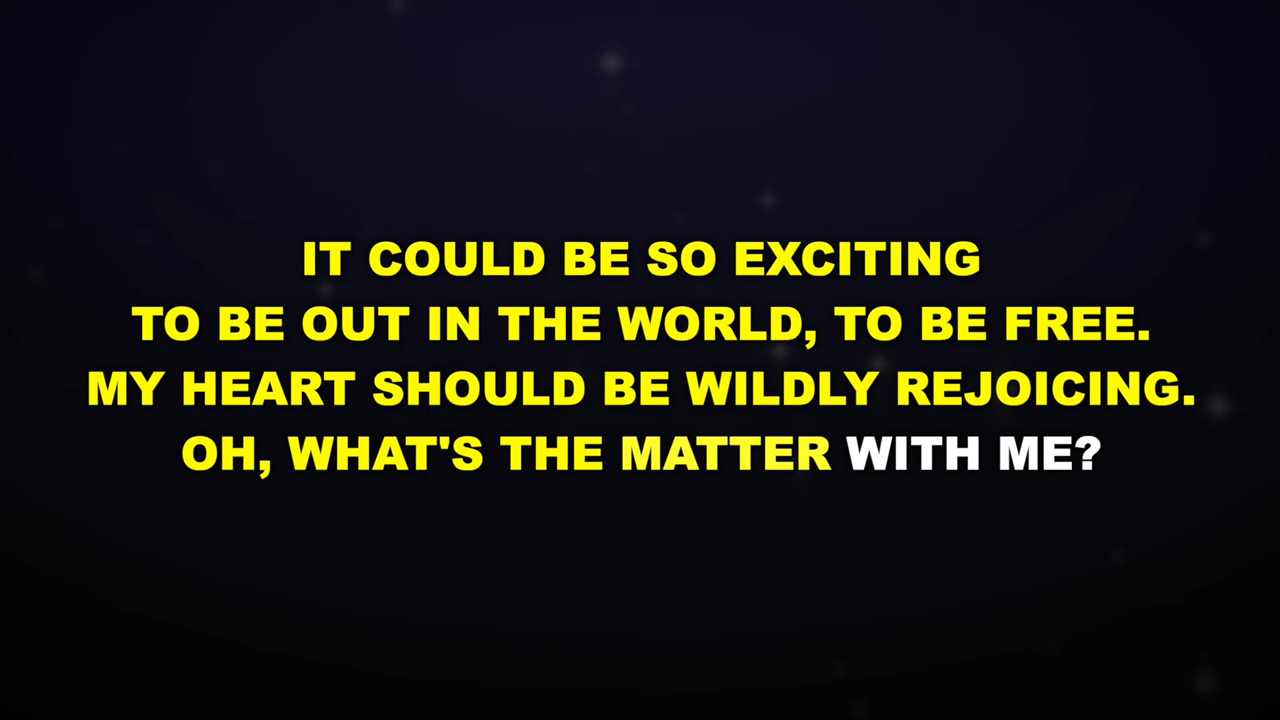 IT COULD BE SO EXCITING
TO BE OUT IN THE WORLD, TO BE FREE.
MY HEART SHOULD BE WILDLY REJOICING.
OH, WHAT'S THE MATTER WITH ME?